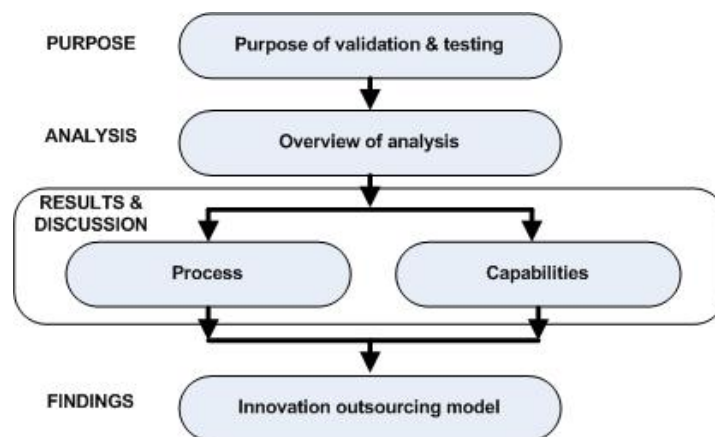 PURPOSE
Purpose of validation & testing
ANALYSIS
Overview of analysis
RESULTS &
DISCUSSION
Process
Capabilities
FINDINGS
Innovation outsourcing model